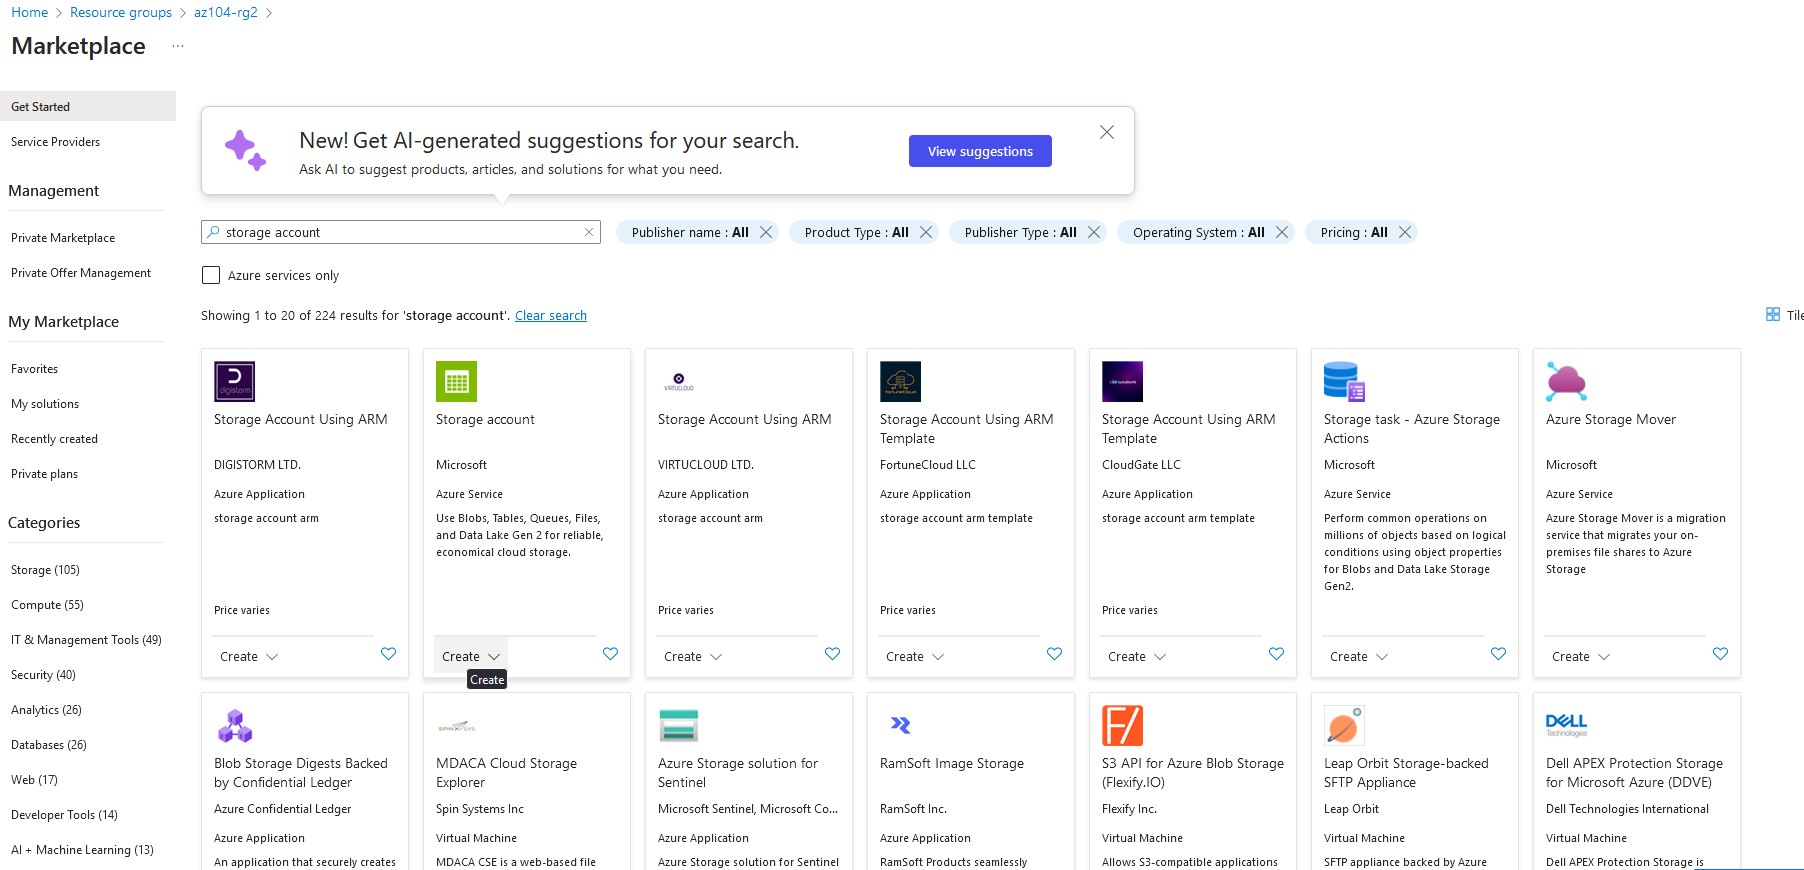 Home > Resource groups > az104-rg2 >
Marketplace ...
Get Started
Service Providers
Management
Private Marketplace
Private Offer Management
My Marketplace
Favorites
My solutions
Recently created
Private plans
Categories
Storage (105)
Compute (55)
IT & Management Tools (49)
Security (40)
Analytics (26)
Databases (26)
Web (17)
Developer Tools (14)
AI + Machine Learning (13)
New! Get AI-generated suggestions for your search.
Ask AI to suggest products, articles, and solutions for what you need.
View suggestions
storage account
Publisher name : All
Product Type : All
Publisher Type : All
Operating System : All
Pricing : All
Azure services only
Showing 1 to 20 of 224 results for 'storage account'. Clear search
Tile
digistorm
Storage Account Using ARM
DIGISTORM LTD.
Azure Application
storage account arm
Price varies
Create
Storage account
Microsoft
Azure Service
Use Blobs, Tables, Queues, Files,
and Data Lake Gen 2 for reliable,
economical cloud storage.
Create
Create
VIRTUCLOUD
Storage Account Using ARM
VIRTUCLOUD LTD.
Azure Application
storage account arm
Price varies
Create
FortuneCloud
Storage Account Using ARM
Template
FortuneCloud LLC
Azure Application
storage account arm template
Price varies
Create
Storage Account Using ARM
Template
CloudGate LLC
Azure Application
storage account arm template
Price varies
Create
Storage task - Azure Storage
Actions
Microsoft
Azure Service
Perform common operations on
millions of objects based on logical
conditions using object properties
for Blobs and Data Lake Storage
Gen2.
Create
Azure Storage Mover
Microsoft
Azure Service
Azure Storage Mover is a migration
service that migrates your on-
premises file shares to Azure
Storage
Create
Blob Storage Digests Backed
by Confidential Ledger
Azure Confidential Ledger
Azure Application
An application that securely creates
SPIN SYS
MDACA Cloud Storage
Explorer
Spin Systems Inc
Virtual Machine
MDACA CSE is a web-based file
Azure Storage solution for
Sentinel
Microsoft Sentinel, Microsoft Co...
Azure Application
Azure Storage solution for Sentinel
RamSoft Image Storage
RamSoft Inc.
Azure Application
RamSoft Products seamlessly
F/
S3 API for Azure Blob Storage
(Flexify.IO)
Flexify Inc.
Virtual Machine
Allows S3-compatible applications
Leap Orbit Storage-backed
SFTP Appliance
Leap Orbit
Virtual Machine
SFTP appliance backed by Azure
DELL
Technologies
Dell APEX Protection Storage
for Microsoft Azure (DDVE)
Dell Technologies International
Virtual Machine
Dell APEX Protection Storage is